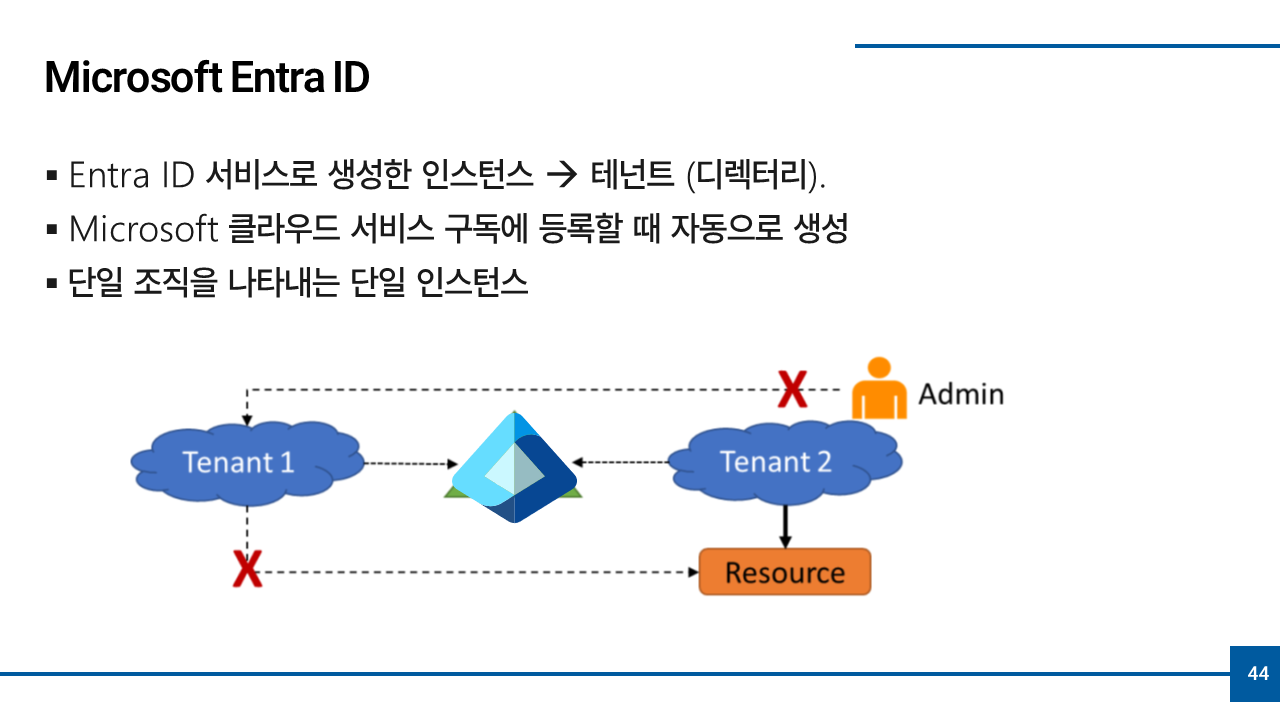 Microsoft Entra ID
▪ Entra ID 서비스로 생성한 인스턴스 → 테넌트 (디렉터리).
▪ Microsoft 클라우드 서비스 구독에 등록할 때 자동으로 생성
▪ 단일 조직을 나타내는 단일 인스턴스
X
Admin
Tenant 1
Tenant 2
X
Resource
44